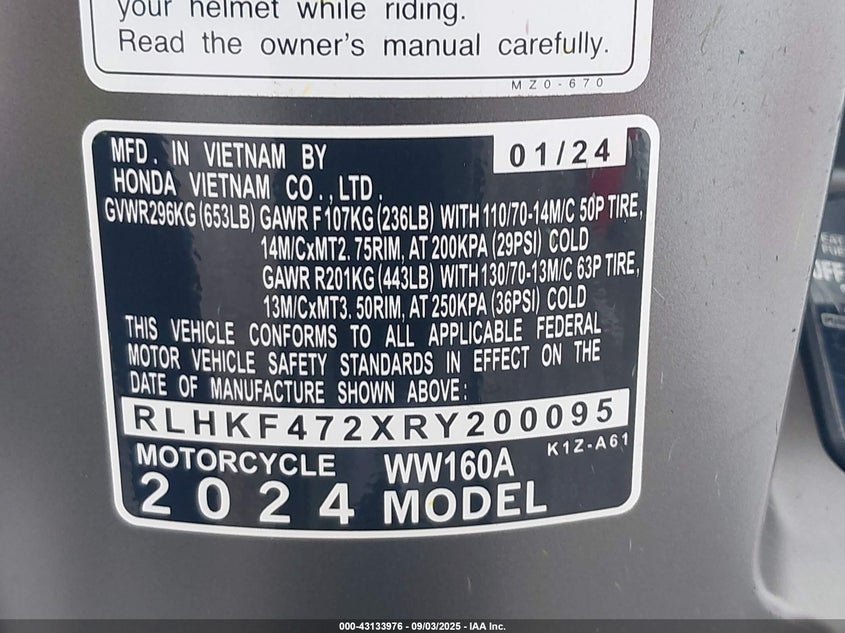 your helmet while riding.
Read the owner's manual carefully.
MZ0-670
MFD. IN VIETNAM BY 01/24
HONDA VIETNAM CO.,LTD.
GVWR296KG (653LB) GAWR F107KG (236LB) WITH 110/70-14M/C 50P TIRE,
14M/CxMT2.75RIM, AT 200KPA (29PSI) COLD
GAWR R201KG (443LB) WITH 130/70-13M/C 63P TIRE,
13M/CxMT3.50RIM, AT 250KPA (36PSI) COLD
THIS VEHICLE CONFORMS TO ALL APPLICABLE FEDERAL
MOTOR VEHICLE SAFETY STANDARDS IN EFFECT ON THE
DATE OF MANUFACTURE SHOWN ABOVE:
RLHKF472XRY200095
K1Z-A61
MOTORCYCLE WW160A
2024 MODEL
000-43133976 - 09/03/2025 - IAA Inc.